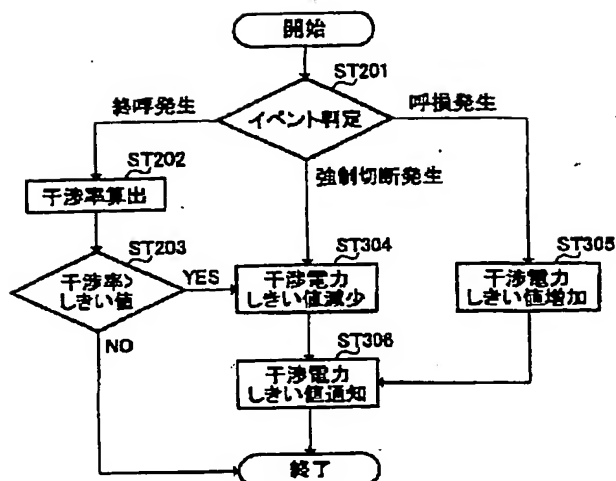 開始
ST201
イベント判定
終呼発生
呼損発生
強制切断発生
ST202
干渉率算出
ST203
干渉率>
しきい値
YES
NO
ST304
干渉電力
しきい値減少
ST305
干渉電力
しきい値増加
ST306
干渉電力
しきい値通知
終了